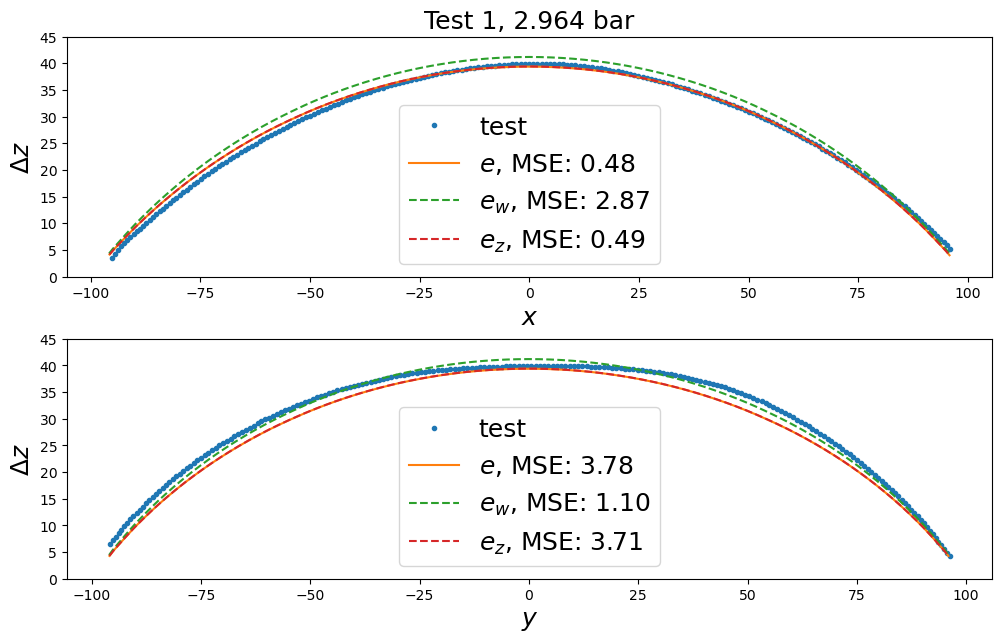 Test 1, 2.964 bar
45
40
35
30
25
20
15
10
5
0
Δz
test
e, MSE: 0.48
e_w, MSE: 2.87
e_z, MSE: 0.49
−100 −75 −50 −25 0 25 50 75 100
x
45
40
35
30
25
20
15
10
5
0
Δz
test
e, MSE: 3.78
e_w, MSE: 1.10
e_z, MSE: 3.71
−100 −75 −50 −25 0 25 50 75 100
y